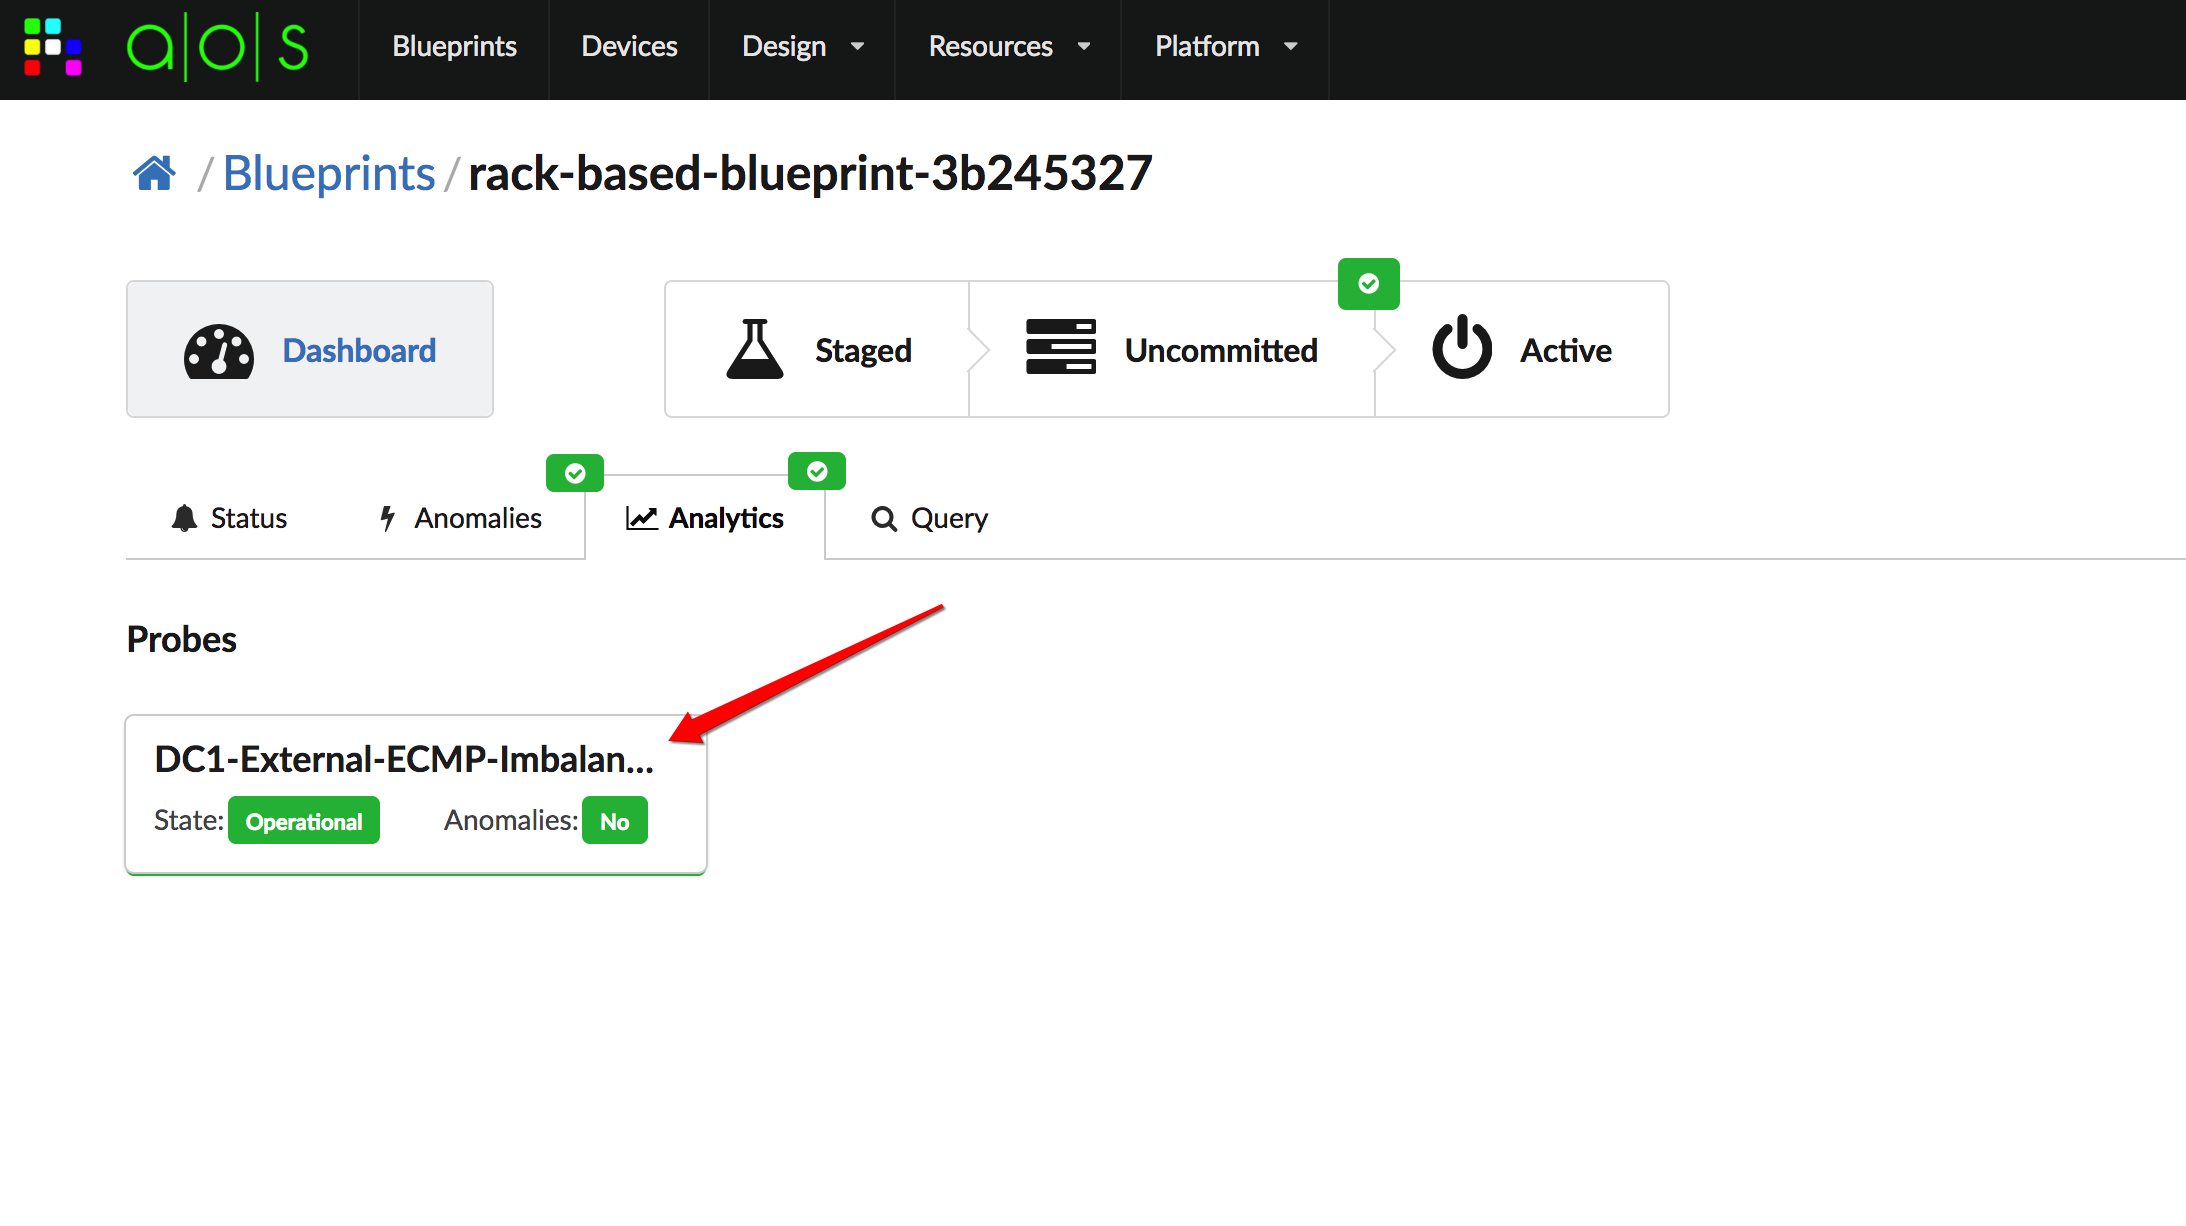 a|o|s Blueprints Devices Design Resources Platform
/ Blueprints / rack-based-blueprint-3b245327
Dashboard Staged Uncommitted Active
Status Anomalies Analytics Query
Probes
DC1-External-ECMP-Imbalan...
State: Operational Anomalies: No